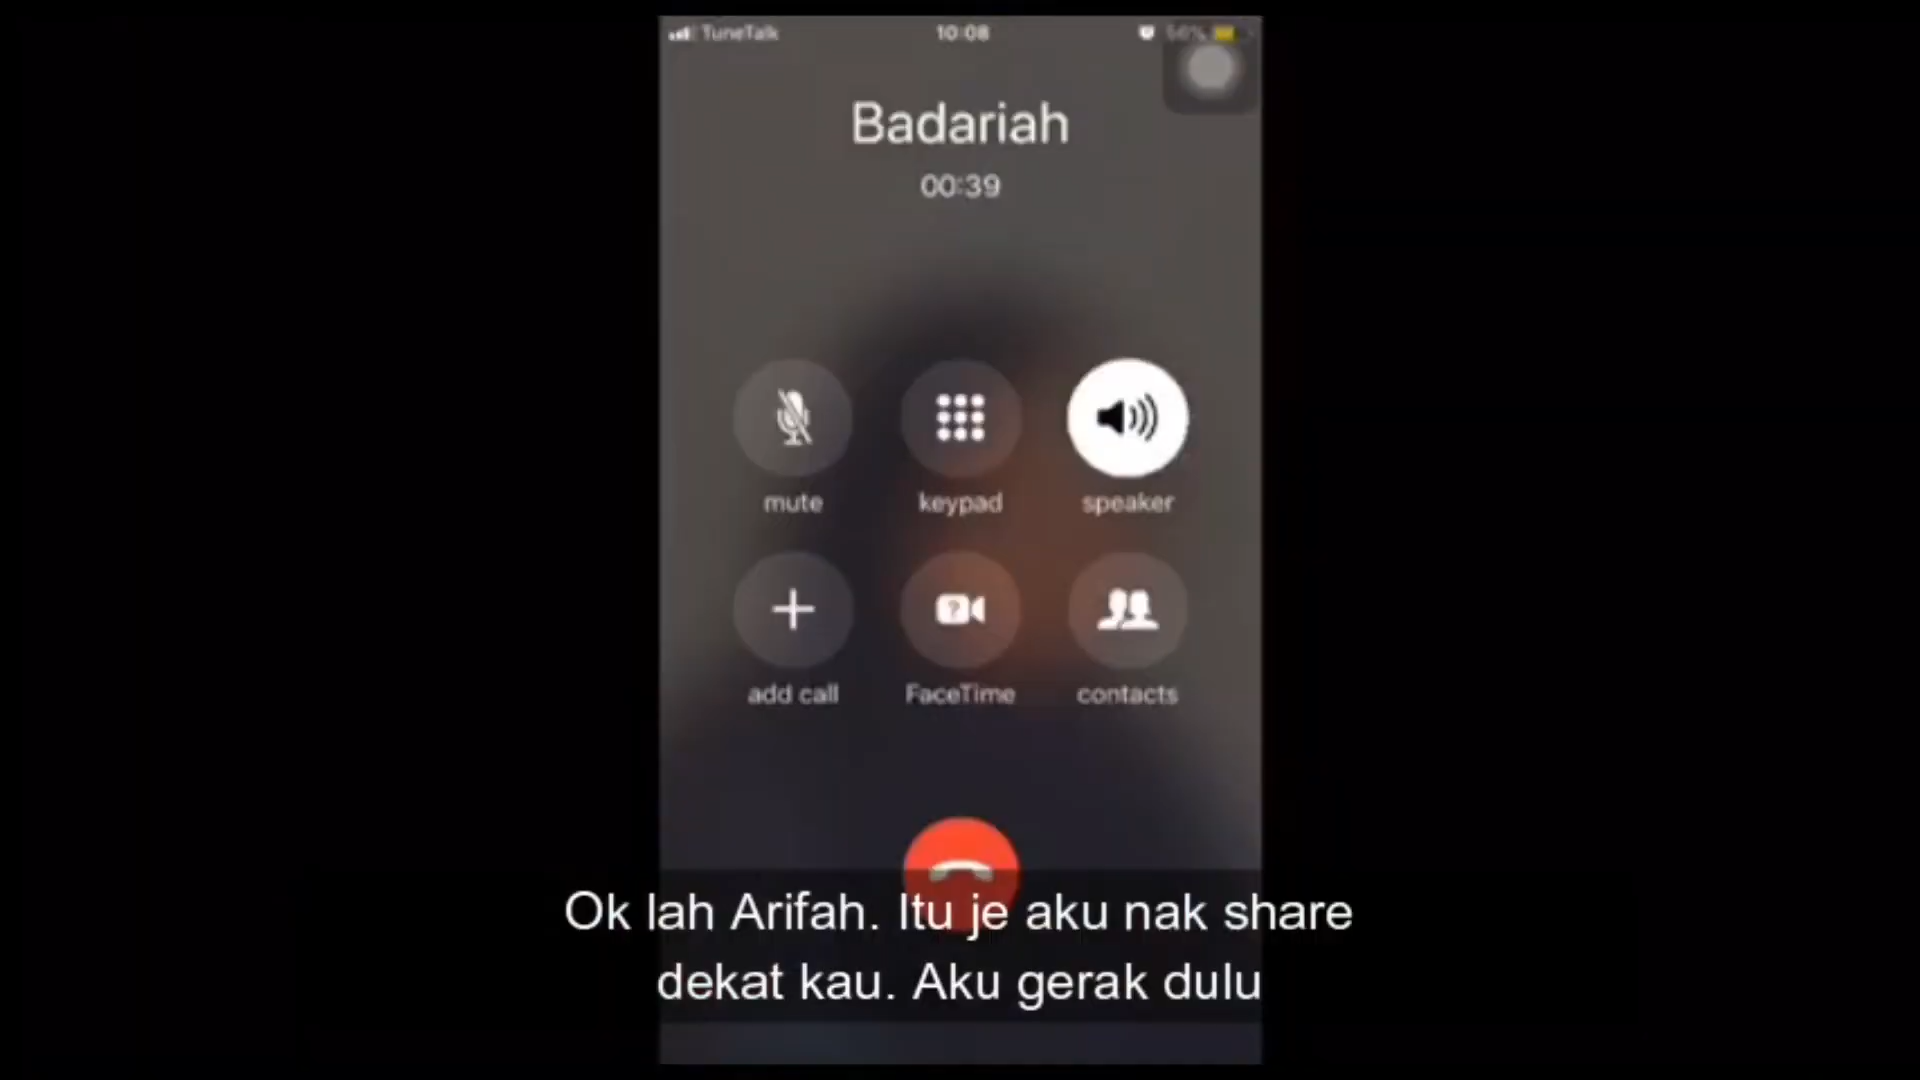 TuneTalk 10:08 56%
Badariah
00:39
mute keypad speaker
add call FaceTime contacts
Ok lah Arifah. Itu je aku nak share
dekat kau. Aku gerak dulu